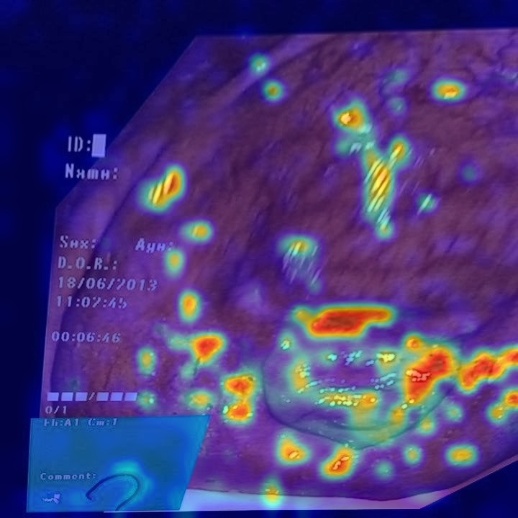 ID:
Name:
Sex: Age:
D.O.B.:
18/06/2013
11:02:45
00:06:46
0/1
Ph:A1 Cm:1
Comment: